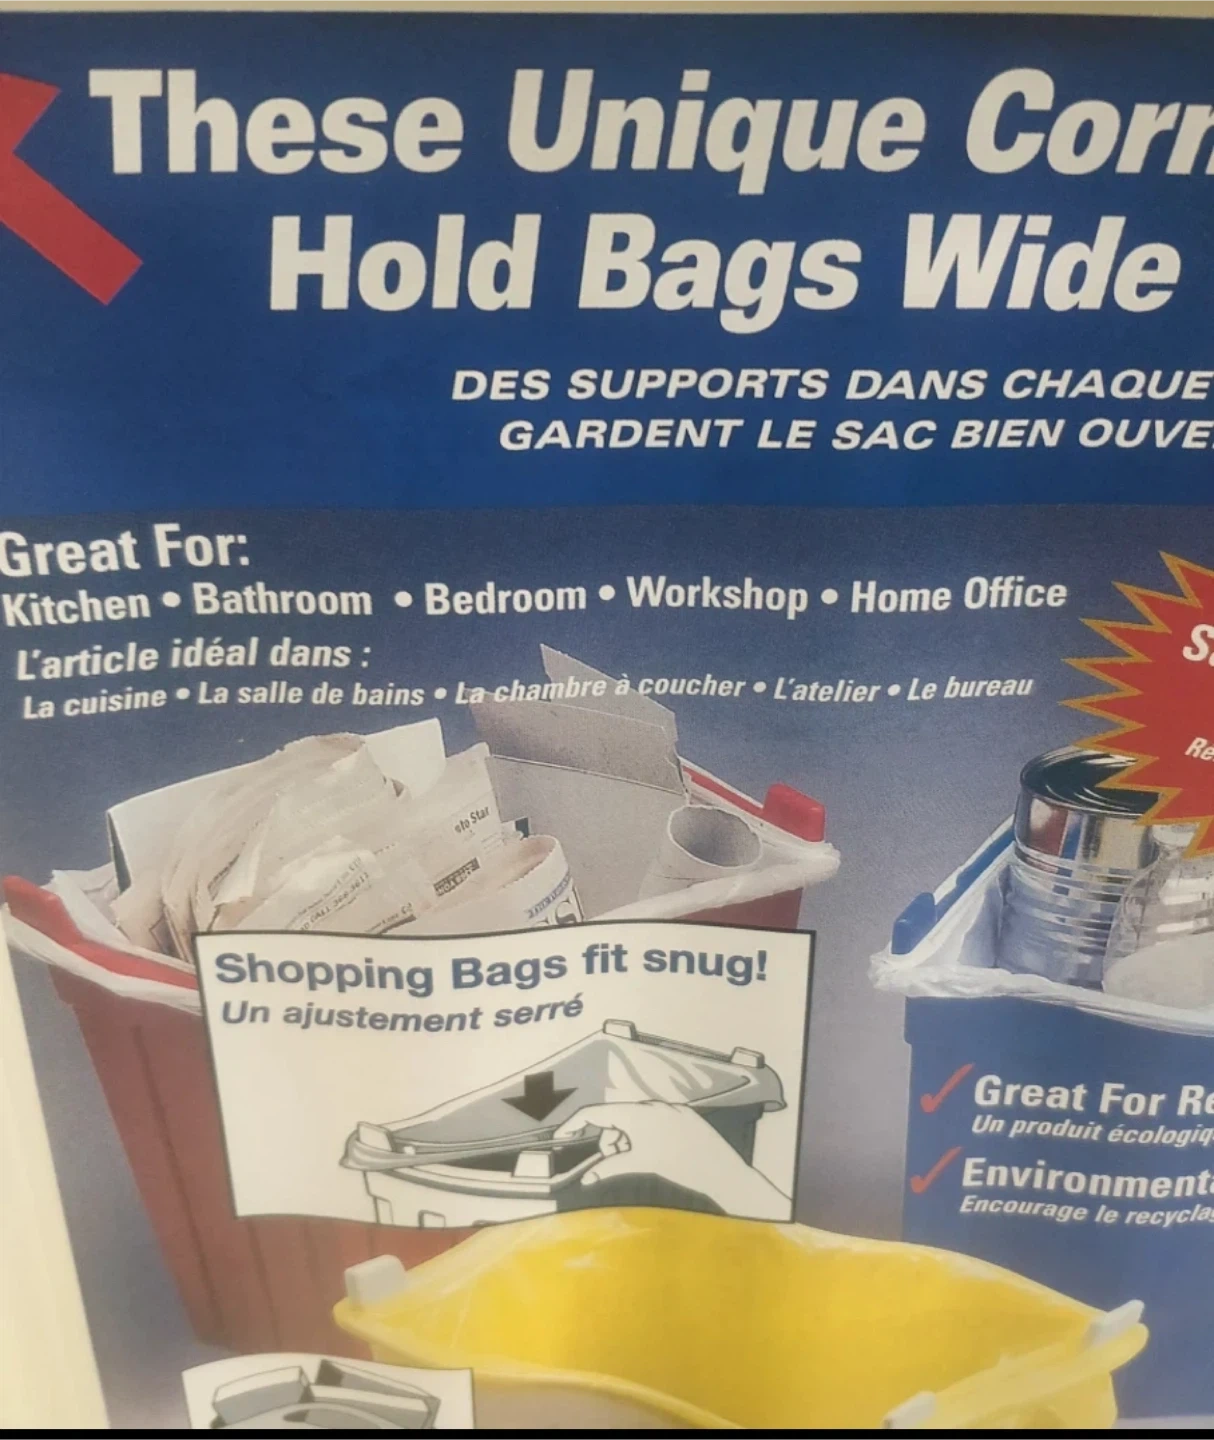 These Unique Corn
Hold Bags Wide
DES SUPPORTS DANS CHAQUE
GARDENT LE SAC BIEN OUVE
Great For:
Kitchen • Bathroom • Bedroom • Workshop • Home Office
L'article idéal dans :
La cuisine • La salle de bains • La chambre à coucher • L'atelier • Le bureau
Shopping Bags fit snug!
Un ajustement serré
Great For Re
Un produit écologiq
Environmenta
Encourage le recycla